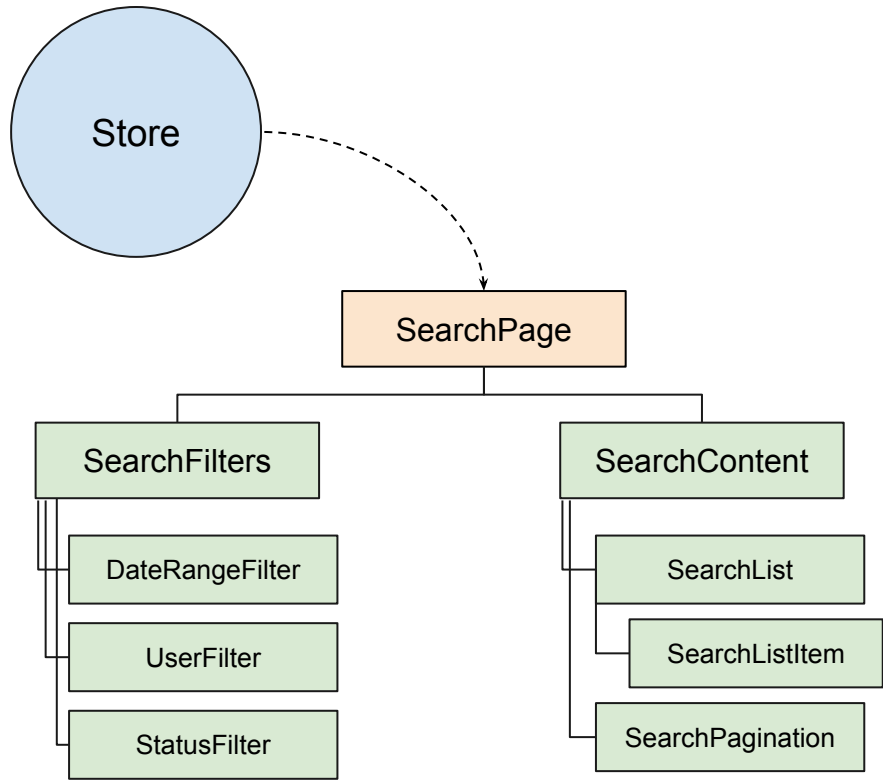 Store
SearchPage
SearchFilters
DateRangeFilter
UserFilter
StatusFilter
SearchContent
SearchList
SearchListItem
SearchPagination